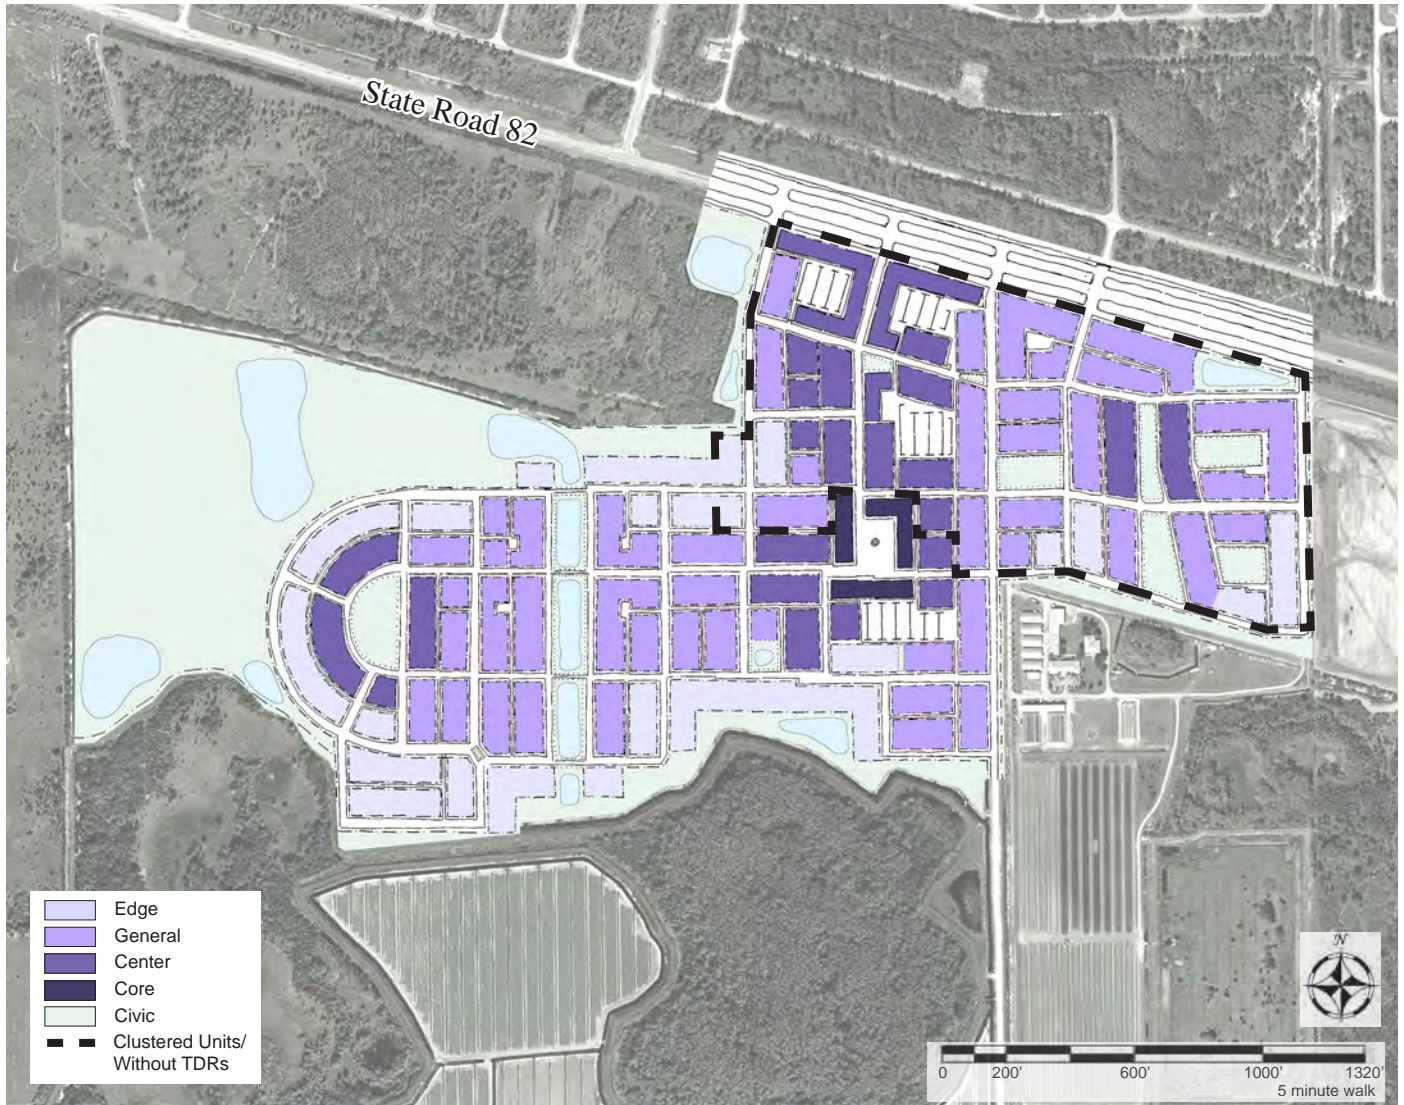 State Road 82
Edge
General
Center
Core
Civic
Clustered Units/
Without TDRs
N
0 200' 600' 1000' 1320'
5 minute walk